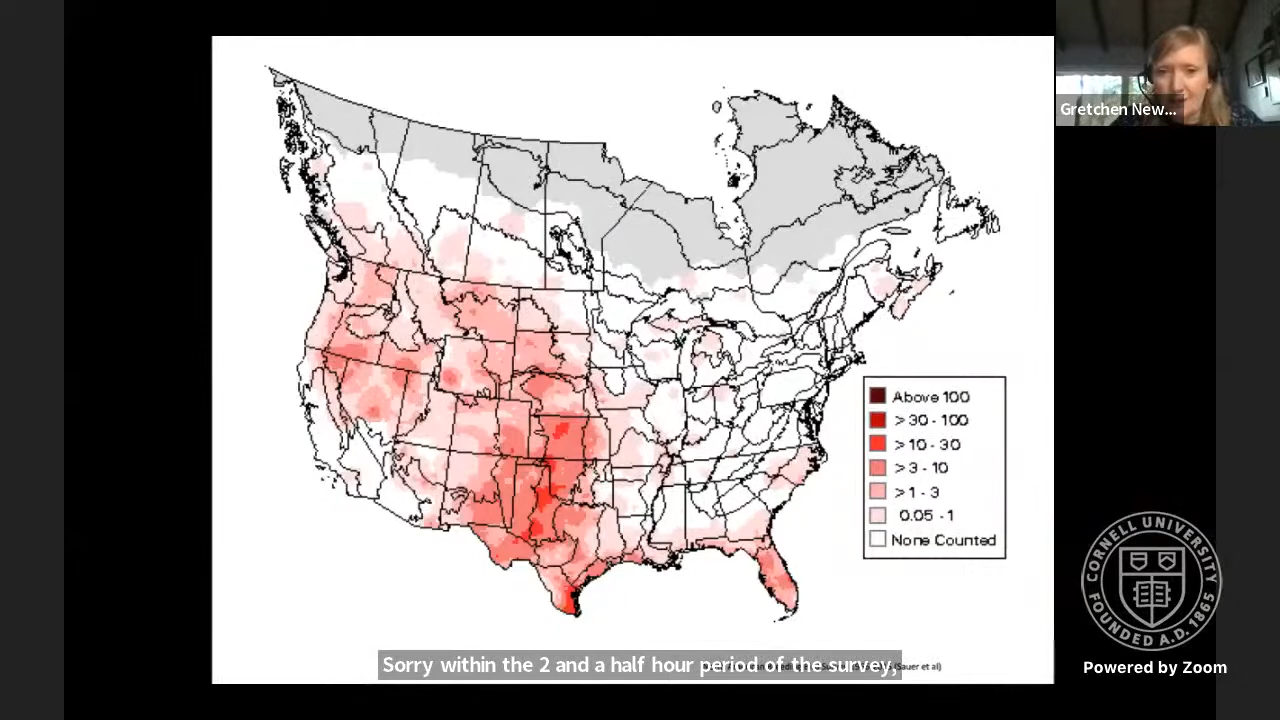 Gretchen New...
Above 100
>30 - 100
>10 - 30
>3 - 10
>1 - 3
0.05 - 1
None Counted
CORNELL UNIVERSITY
FOUNDED A.D. 1865
Sorry within the 2 and a half hour period of the survey,
(Sauer et al)
Powered by Zoom